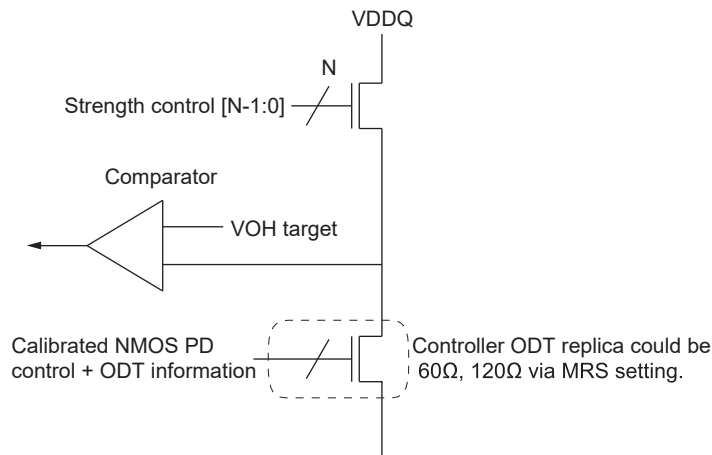 VDDQ
N
Strength control [N-1:0]
Comparator
VOH target
Calibrated NMOS PD
control + ODT information
Controller ODT replica could be
60Ω, 120Ω via MRS setting.